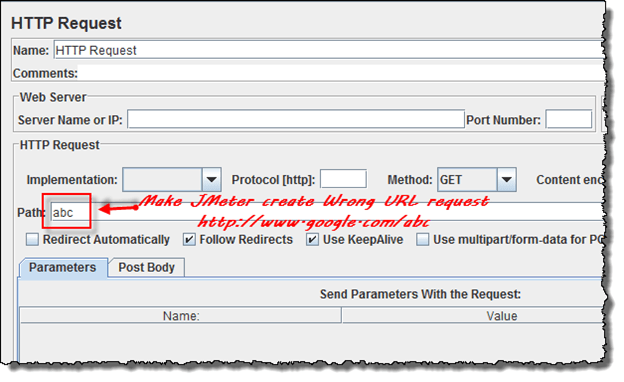 HTTP Request
Name: HTTP Request
Comments:
Web Server
Server Name or IP: Port Number:
HTTP Request
Implementation: Protocol [http]: Method: GET Content enc
Path: abc
Make JMeter create Wrong URL request
http://www.google.com/abc
Redirect Automatically Follow Redirects Use KeepAlive Use multipart/form-data for PO
Parameters Post Body
Send Parameters With the Request:
Name: Value